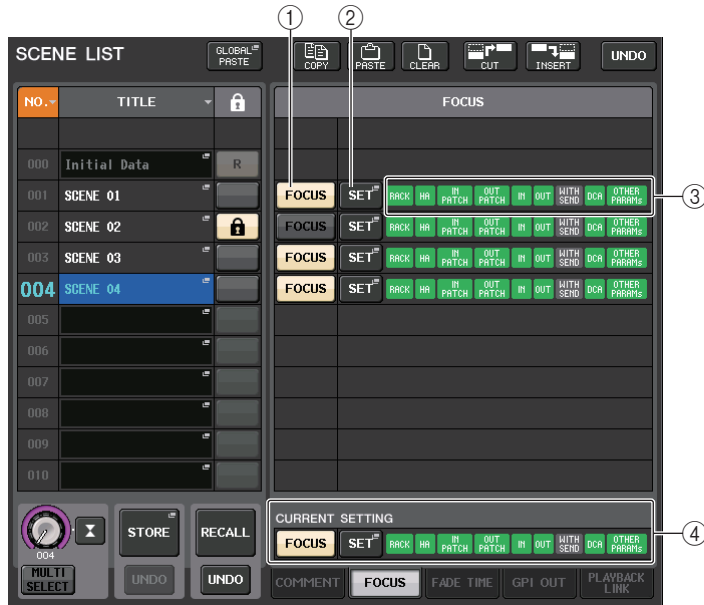 ① ②
SCENE LIST GLOBAL PASTE COPY PASTE CLEAR CUT INSERT UNDO
NO. TITLE FOCUS
000 Initial Data R
001 SCENE 01 FOCUS SET RACK HA IN PATCH OUT PATCH IN OUT WITH SEND DCA OTHER PARAMs ③
002 SCENE 02 FOCUS SET RACK HA IN PATCH OUT PATCH IN OUT WITH SEND DCA OTHER PARAMs
003 SCENE 03 FOCUS SET RACK HA IN PATCH OUT PATCH IN OUT WITH SEND DCA OTHER PARAMs
004 SCENE 04 FOCUS SET RACK HA IN PATCH OUT PATCH IN OUT WITH SEND DCA OTHER PARAMs
005
006
007
008
009
010
CURRENT SETTING
STORE RECALL FOCUS SET RACK HA IN PATCH OUT PATCH IN OUT WITH SEND DCA OTHER PARAMs ④
004
MULTI SELECT UNDO UNDO COMMENT FOCUS FADE TIME GPI OUT PLAYBACK LINK